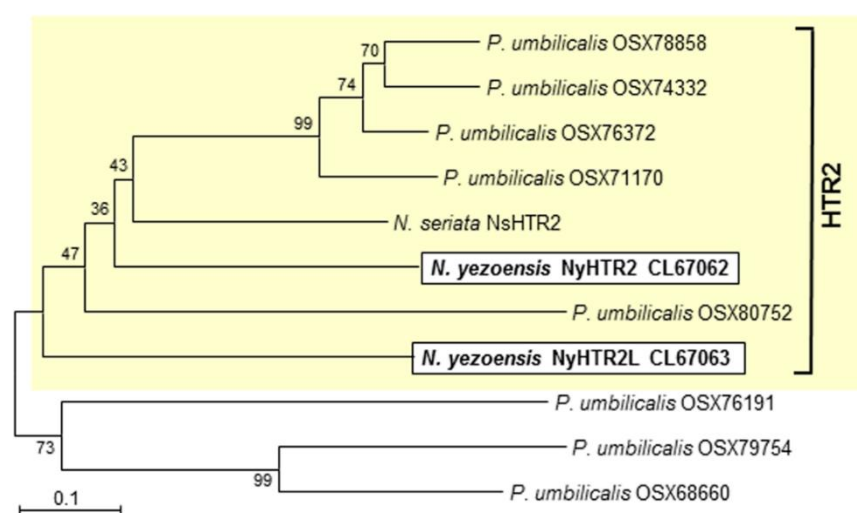 70
P. umbilicalis OSX78858
74
P. umbilicalis OSX74332
99
P. umbilicalis OSX76372
43
P. umbilicalis OSX71170
36
N. seriata NsHTR2
47
N. yezoensis NyHTR2 CL67062
P. umbilicalis OSX80752
N. yezoensis NyHTR2L CL67063
HTR2
P. umbilicalis OSX76191
73
P. umbilicalis OSX79754
99
P. umbilicalis OSX68660
0.1